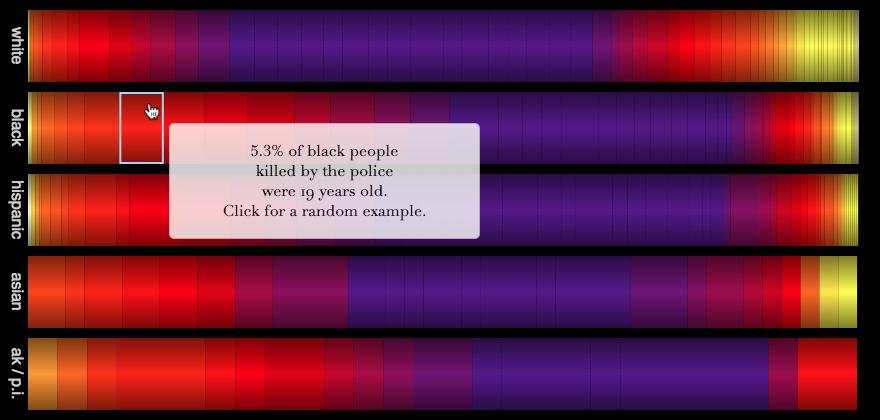 white
black
5.3% of black people
killed by the police
were 19 years old.
Click for a random example.
hispanic
asian
ak / p.i.